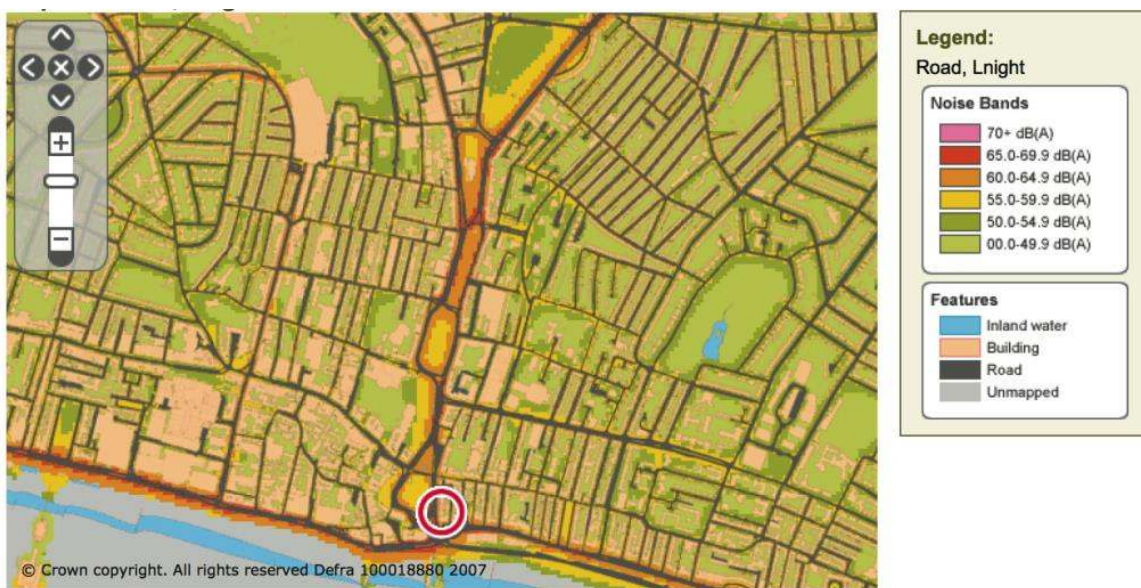 Legend:
Road, Lnight
Noise Bands
70+ dB(A)
65.0-69.9 dB(A)
60.0-64.9 dB(A)
55.0-59.9 dB(A)
50.0-54.9 dB(A)
00.0-49.9 dB(A)
Features
Inland water
Building
Road
Unmapped
© Crown copyright. All rights reserved Defra 100018880 2007